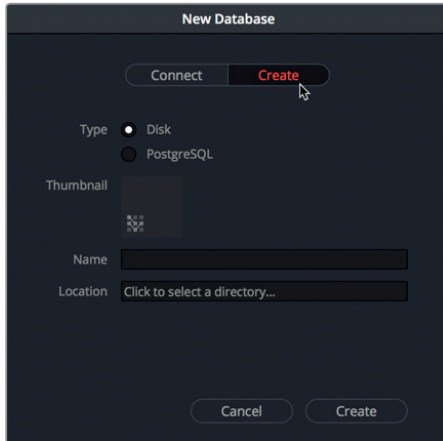 New Database
Connect Create
Type Disk
PostgreSQL
Thumbnail
Name
Location Click to select a directory...
Cancel Create